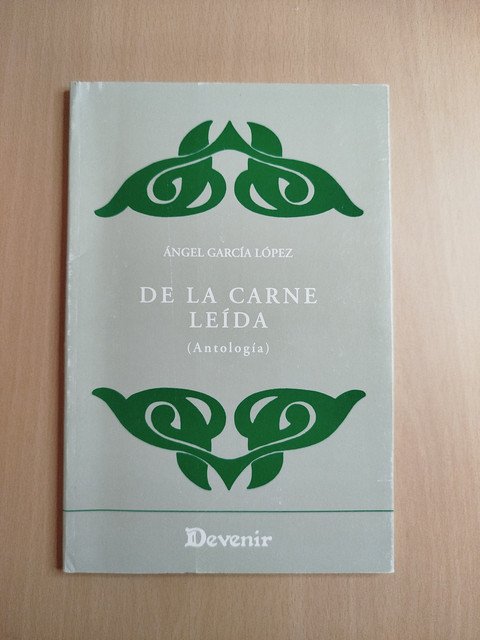 ÁNGEL GARCÍA LÓPEZ
DE LA CARNE
LEÍDA
(Antología)
Devenir